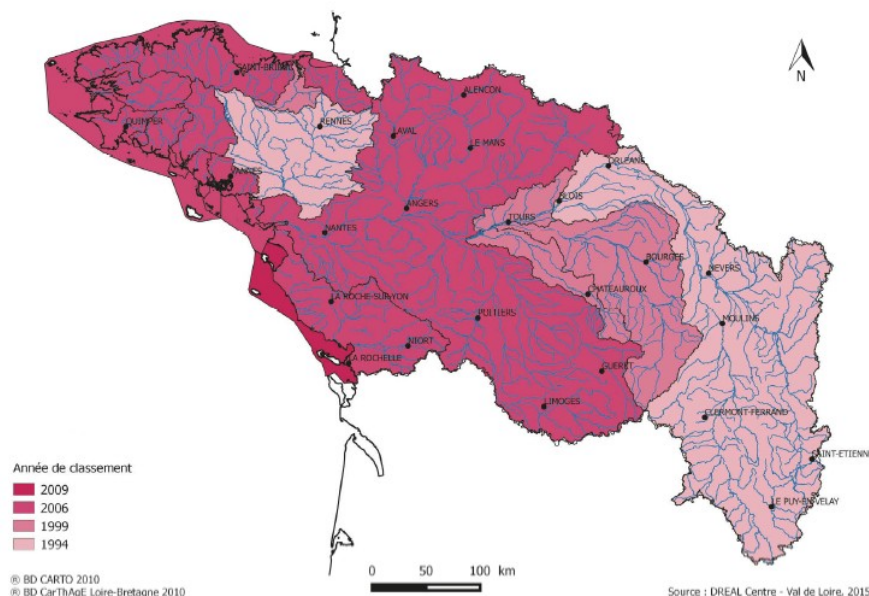 N
SAINT-BRIEUC
ALENCON
QUIMPER
RENNES
LAVAL
LE MANS
ORLEANS
VANNES
BLOIS
ANGERS
TOURS
NANTES
BOURGES
NEVERS
LA ROCHE-SUR-YON
CHATEAUROUX
POITIERS
MOULINS
NIORT
LA ROCHELLE
GUERET
LIMOGES
CLERMONT-FERRAND
SAINT-ETIENN
LE PUY-EN-VELAY
Année de classement
2009
2006
1999
1994
0 50 100 km
® BD CARTO 2010
® BD CarThAgE Loire-Bretagne 2010
Source : DREAL Centre - Val de Loire, 2015